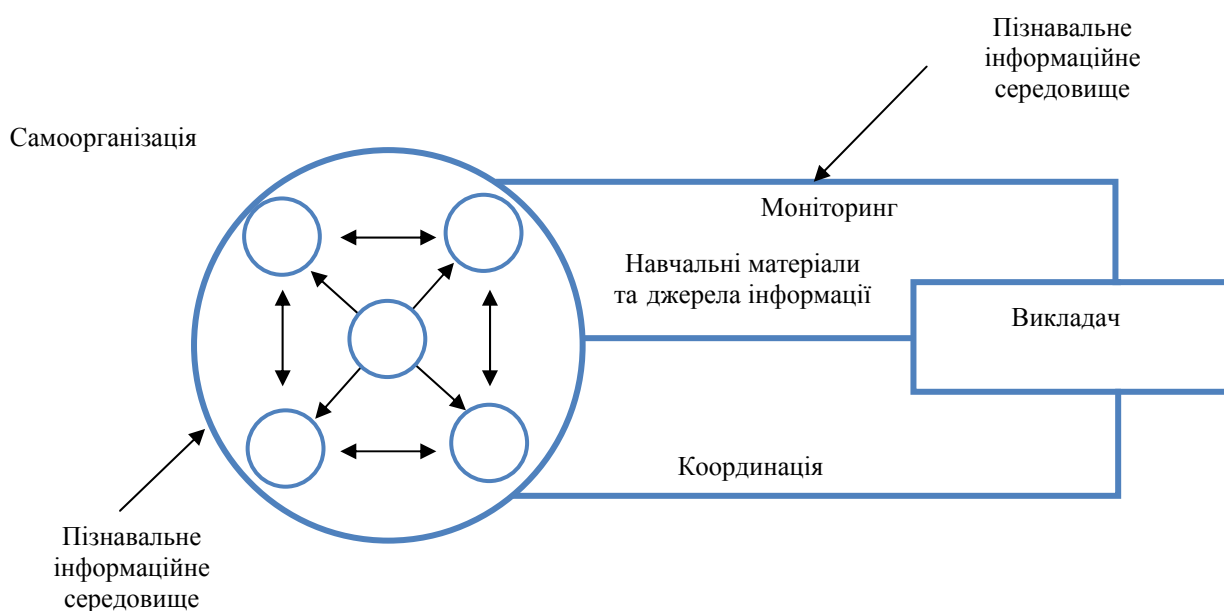 Пізнавальне
інформаційне
середовище
Самоорганізація
Моніторинг
Навчальні матеріали
та джерела інформації
Викладач
Координація
Пізнавальне
інформаційне
середовище